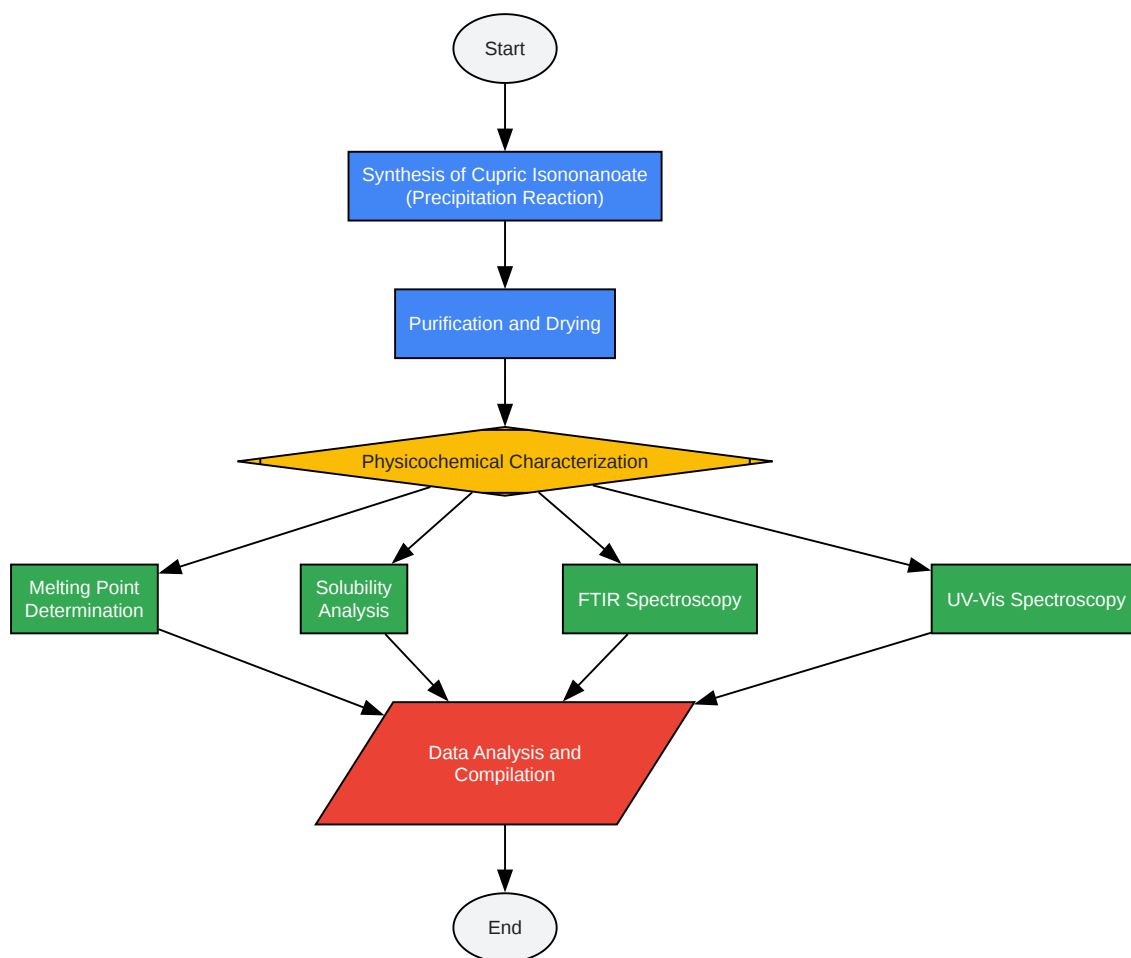 Start
Synthesis of Cupric Isononanoate
(Precipitation Reaction)
Purification and Drying
Physicochemical Characterization
Melting Point
Determination
Solubility
Analysis
FTIR Spectroscopy
UV-Vis Spectroscopy
Data Analysis and
Compilation
End